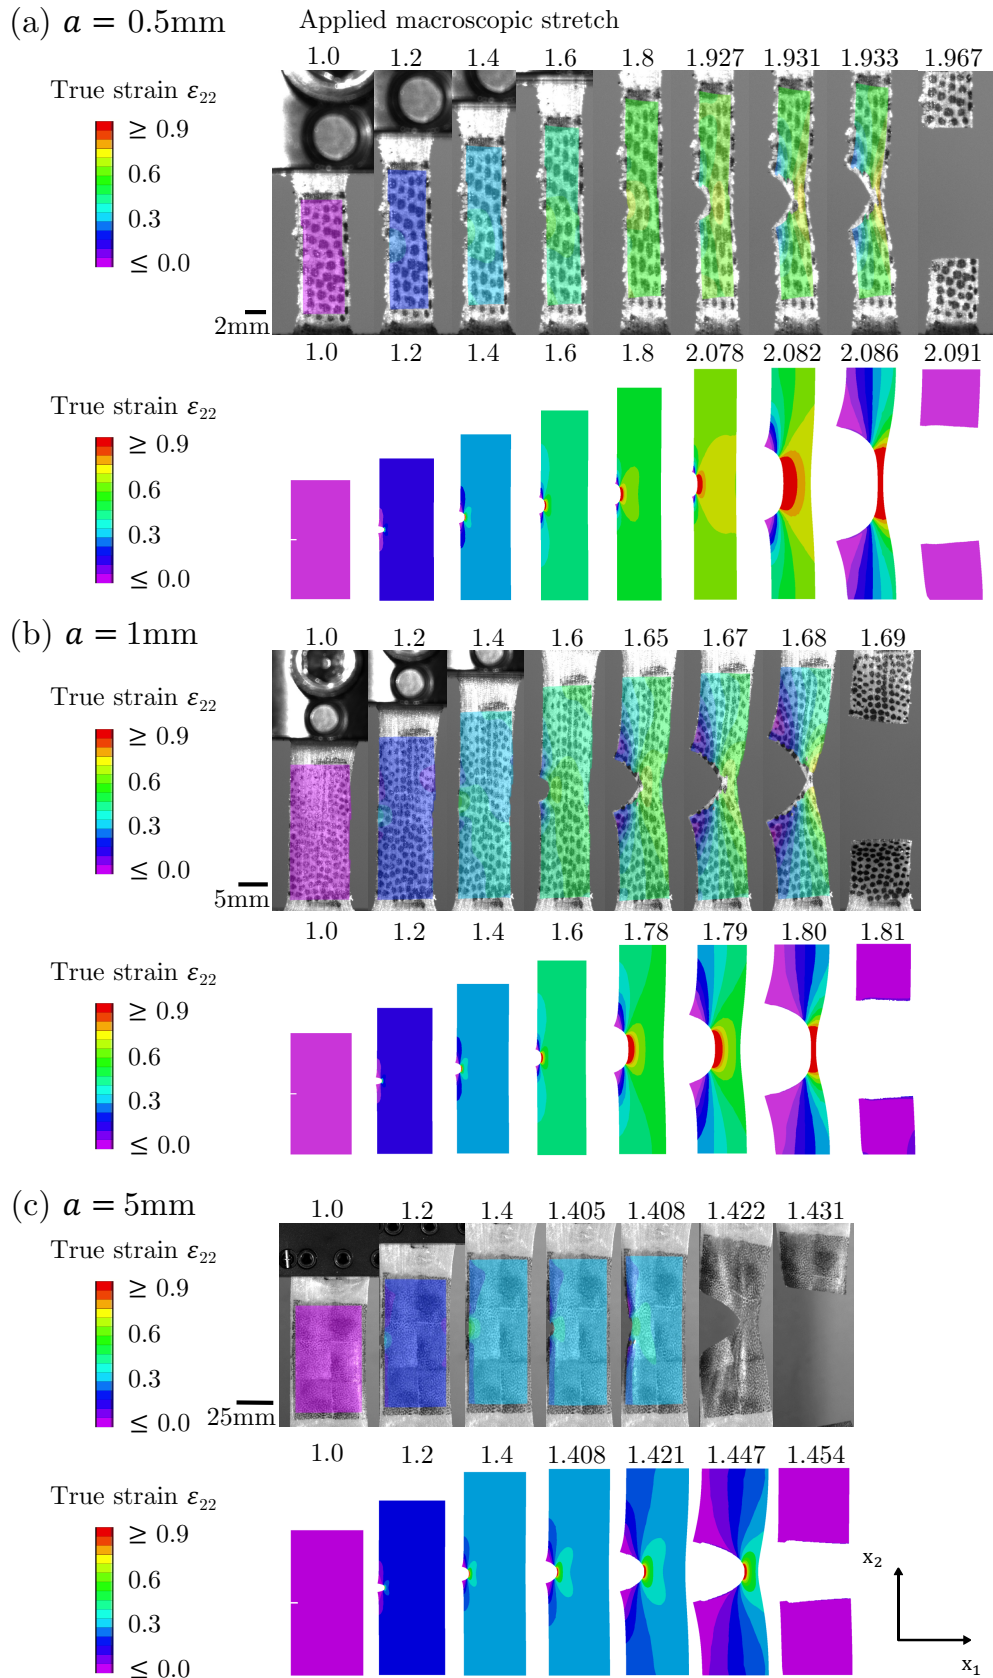 (a) a = 0.5mm
Applied macroscopic stretch
1.0 1.2 1.4 1.6 1.8 1.927 1.931 1.933 1.967
True strain ε22
≥ 0.9
0.6
0.3
≤ 0.0
2mm
1.0 1.2 1.4 1.6 1.8 2.078 2.082 2.086 2.091
True strain ε22
≥ 0.9
0.6
0.3
≤ 0.0
(b) a = 1mm
1.0 1.2 1.4 1.6 1.65 1.67 1.68 1.69
True strain ε22
≥ 0.9
0.6
0.3
≤ 0.0
5mm
1.0 1.2 1.4 1.6 1.78 1.79 1.80 1.81
True strain ε22
≥ 0.9
0.6
0.3
≤ 0.0
(c) a = 5mm
1.0 1.2 1.4 1.405 1.408 1.422 1.431
True strain ε22
≥ 0.9
0.6
0.3
≤ 0.0
25mm
1.0 1.2 1.4 1.408 1.421 1.447 1.454
True strain ε22
≥ 0.9
0.6
0.3
≤ 0.0
x2
x1